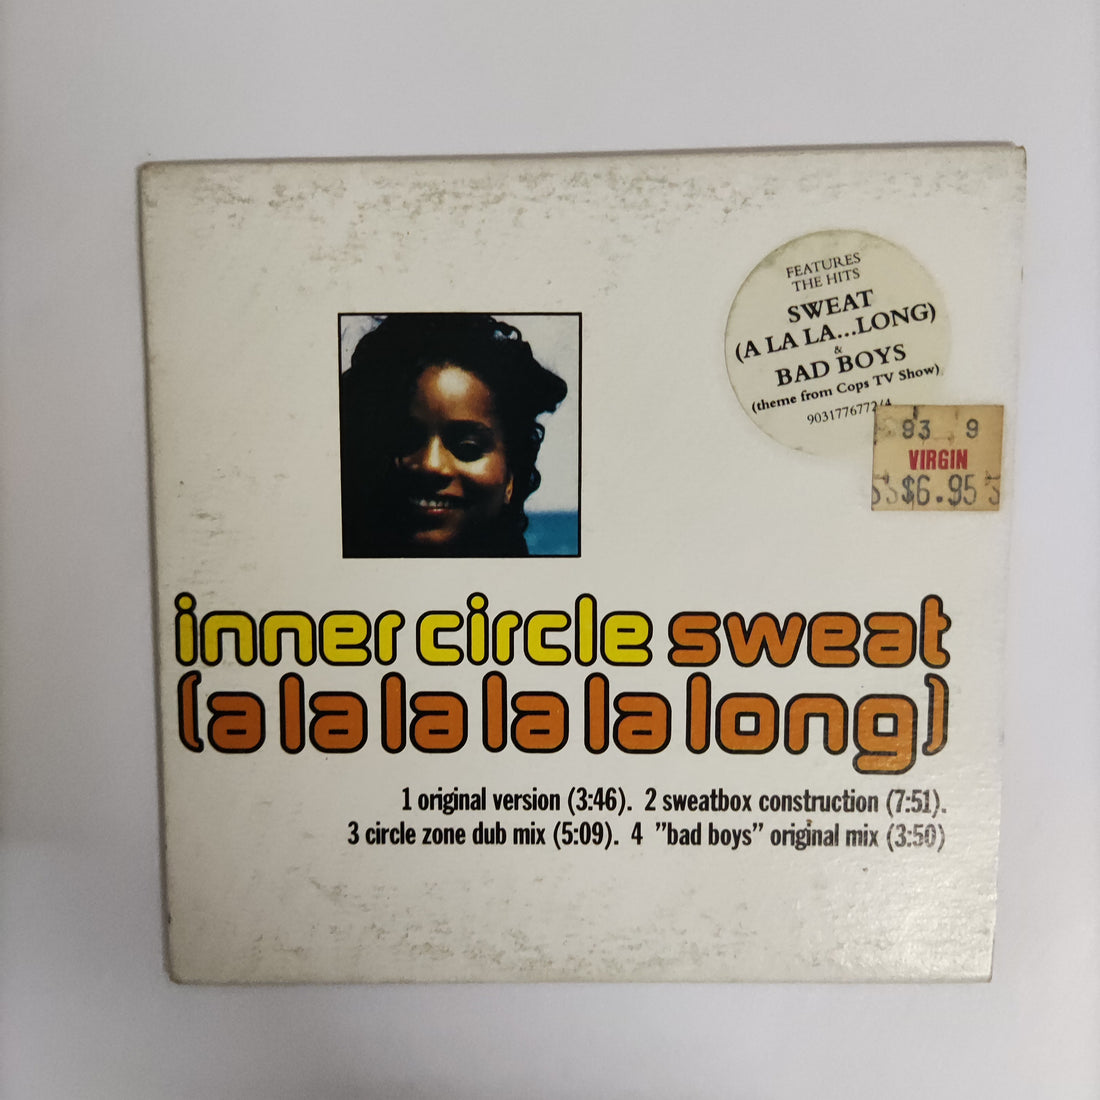 FEATURES
THE HITS
SWEAT
(A LA LA...LONG)
&
BAD BOYS
(theme from Cops TV Show)
9031776772/4
93 9
VIRGIN
$6.95
inner circle sweat
(a la la la la long)
1 original version (3:46). 2 sweatbox construction (7:51).
3 circle zone dub mix (5:09). 4 "bad boys" original mix (3:50)